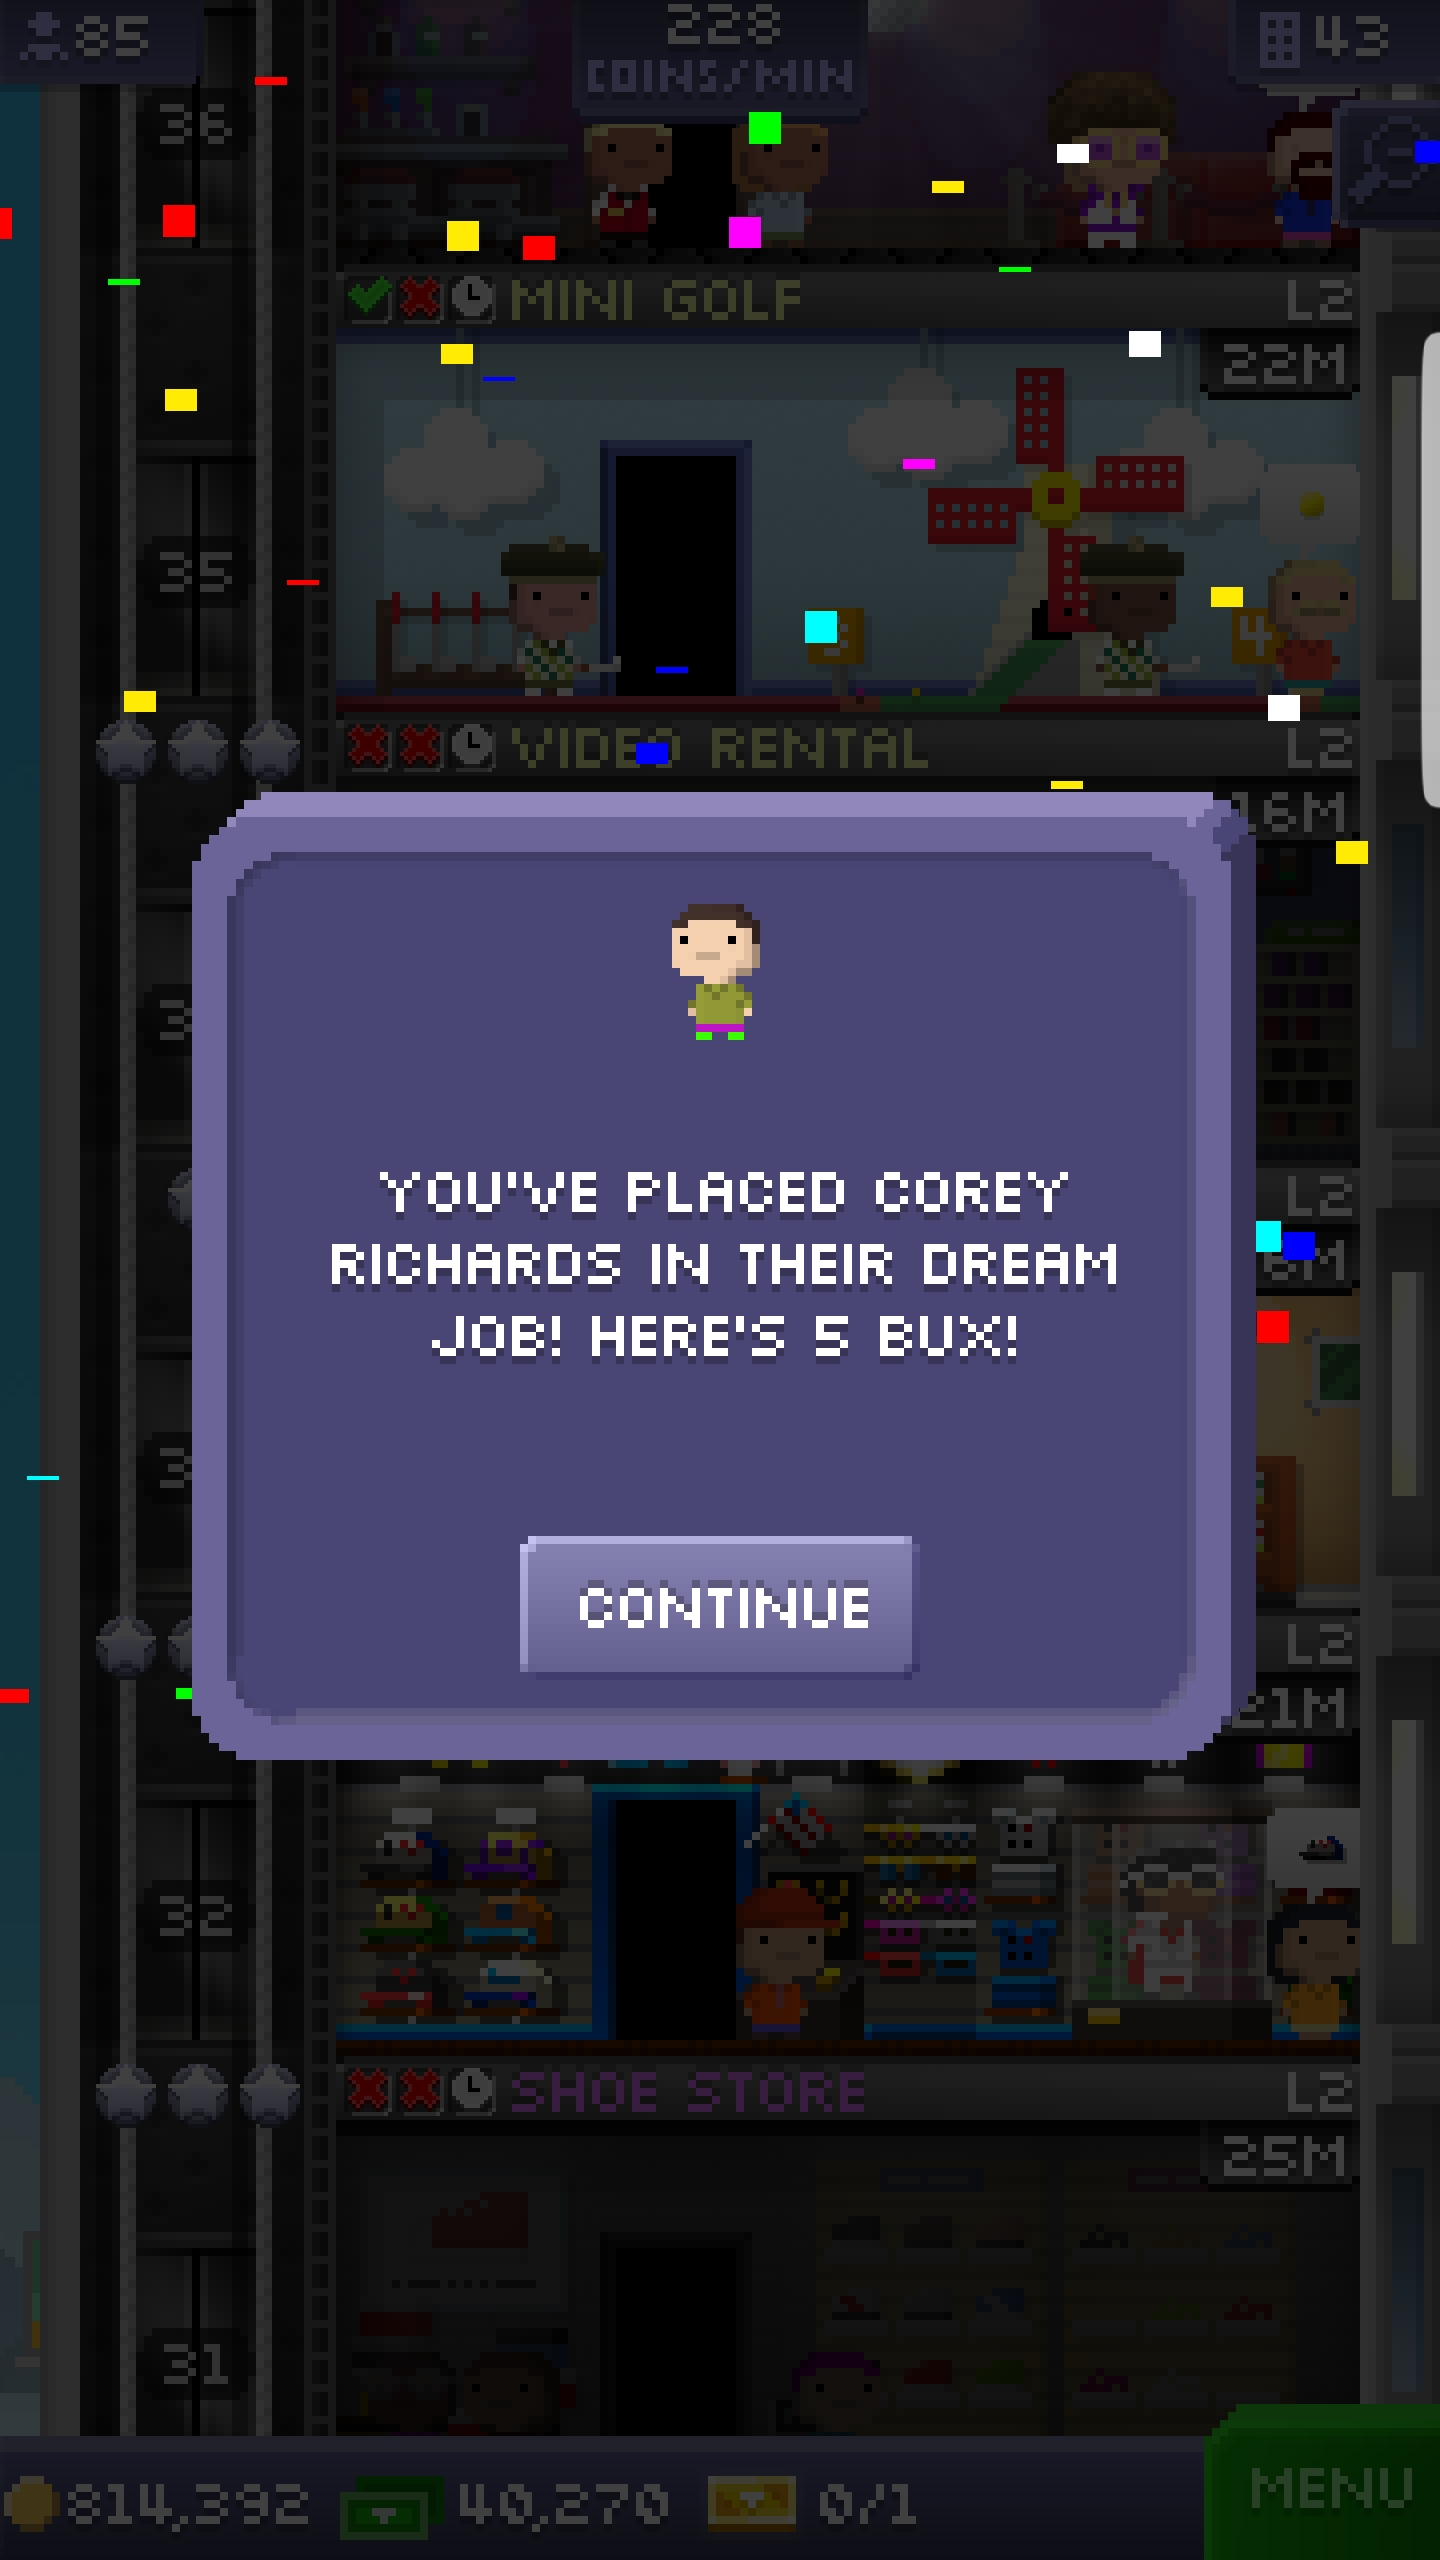 85
228
COINS/MIN
43
36
MINI GOLF L2
22M
35
4
VIDEO RENTAL L2
16M
L2
YOU'VE PLACED COREY
RICHARDS IN THEIR DREAM
JOB! HERE'S 5 BUX!
CONTINUE
L2
21M
32
SHOE STORE L2
25M
31
814,392 40,270 0/1
MENU